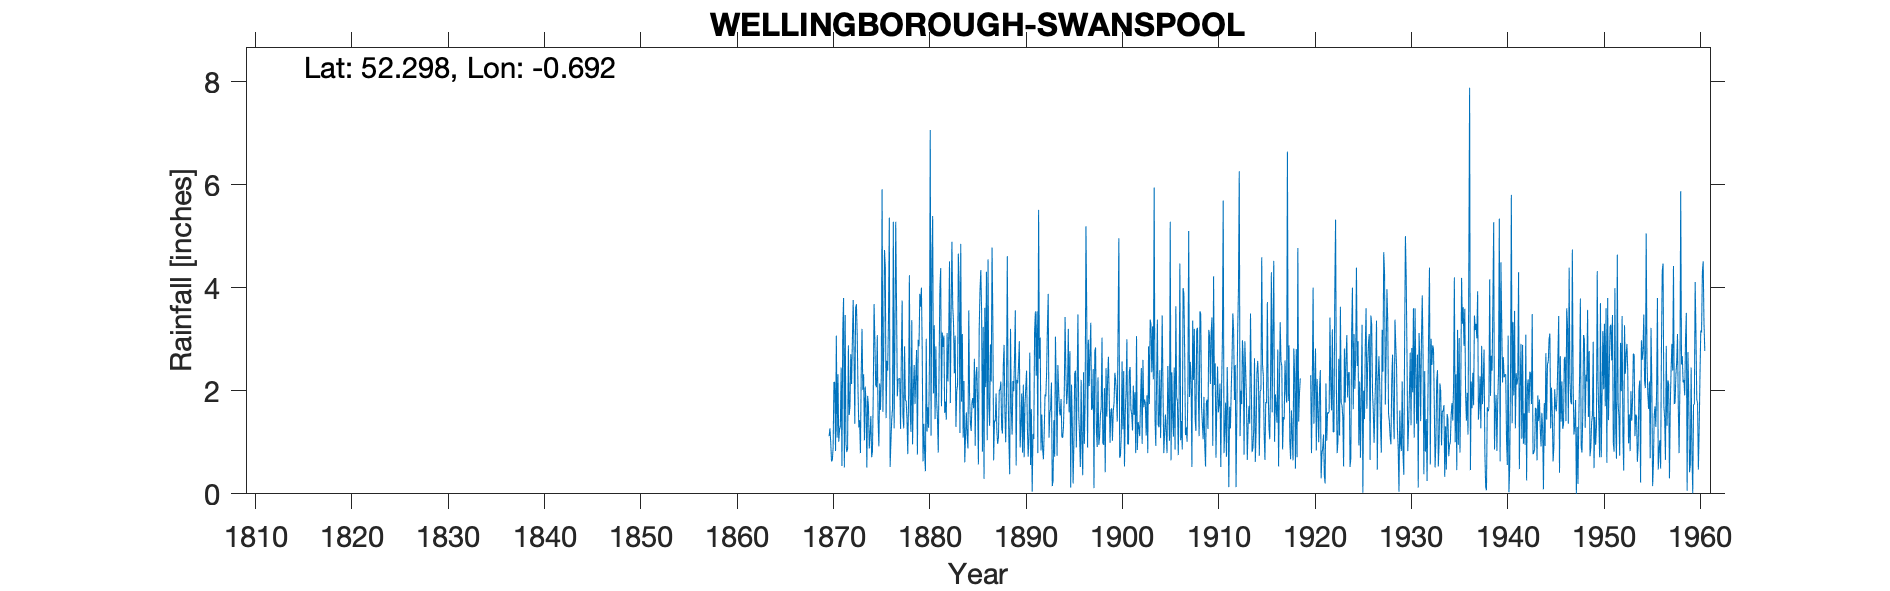 WELLINGBOROUGH-SWANSPOOL
Lat: 52.298, Lon: -0.692
8
6
4
2
0
Rainfall [inches]
1810 1820 1830 1840 1850 1860 1870 1880 1890 1900 1910 1920 1930 1940 1950 1960
Year